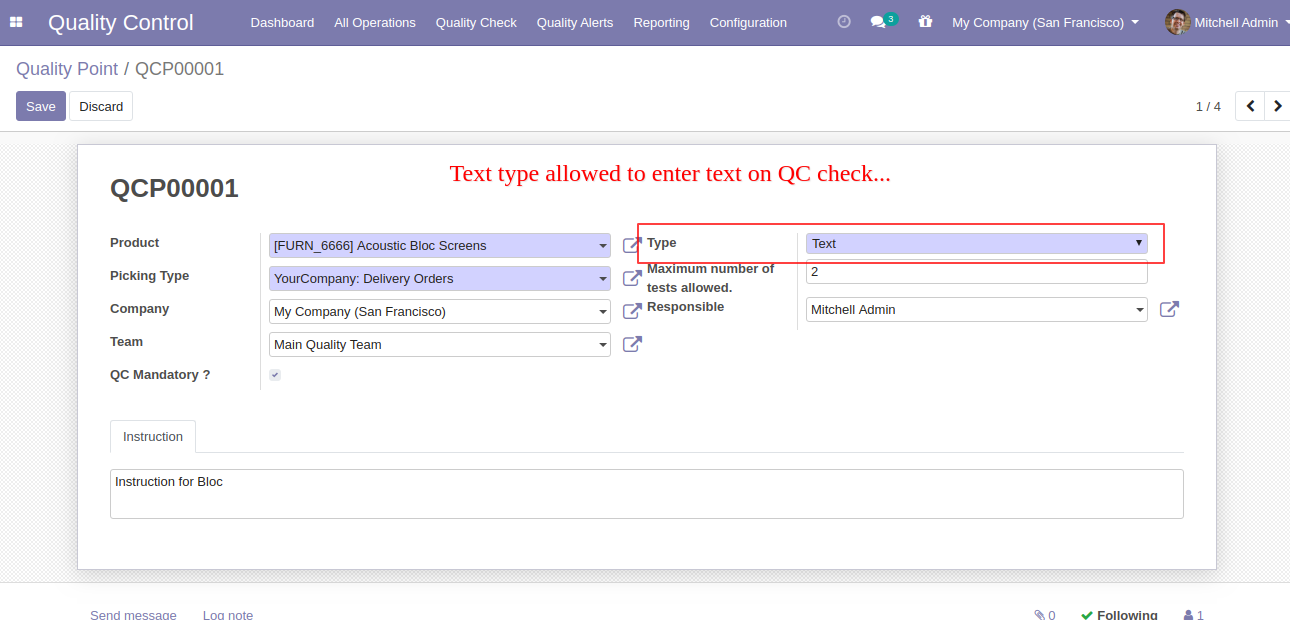 Quality Control Dashboard All Operations Quality Check Quality Alerts Reporting Configuration 3 My Company (San Francisco) Mitchell Admin
Quality Point / QCP00001
Save Discard 1 / 4
Text type allowed to enter text on QC check...
QCP00001
Product [FURN_6666] Acoustic Bloc Screens
Picking Type YourCompany: Delivery Orders
Company My Company (San Francisco)
Team Main Quality Team
QC Mandatory ?
Type Text
Maximum number of 2
tests allowed.
Responsible Mitchell Admin
Instruction
Instruction for Bloc
Send message Log note 0 Following 1